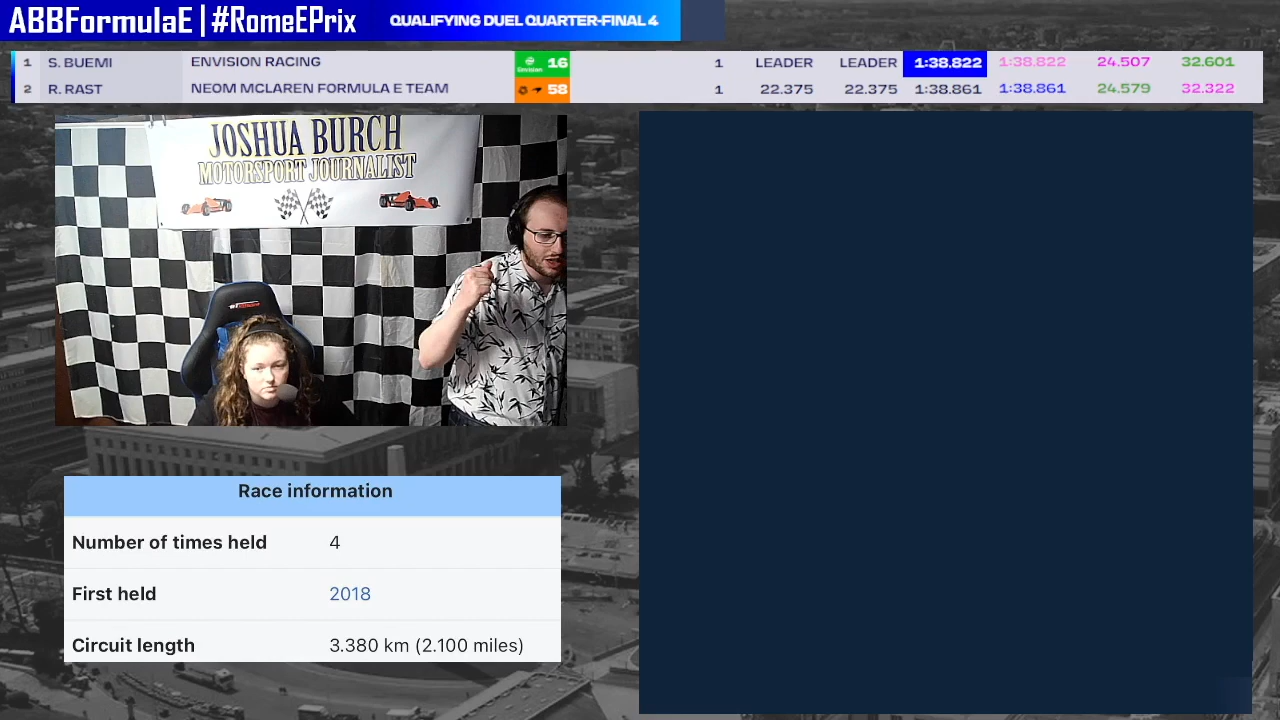 ABBFormulaE | #RomeEPrix QUALIFYING DUEL QUARTER-FINAL 4
1 S. BUEMI ENVISION RACING Envision 16 1 LEADER LEADER 1:38.822 1:38.822 24.507 32.601
2 R. RAST NEOM MCLAREN FORMULA E TEAM 58 1 22.375 22.375 1:38.861 1:38.861 24.579 32.322
JOSHUA BURCH
MOTORSPORT JOURNALIST
Race information
Number of times held 4
First held 2018
Circuit length 3.380 km (2.100 miles)